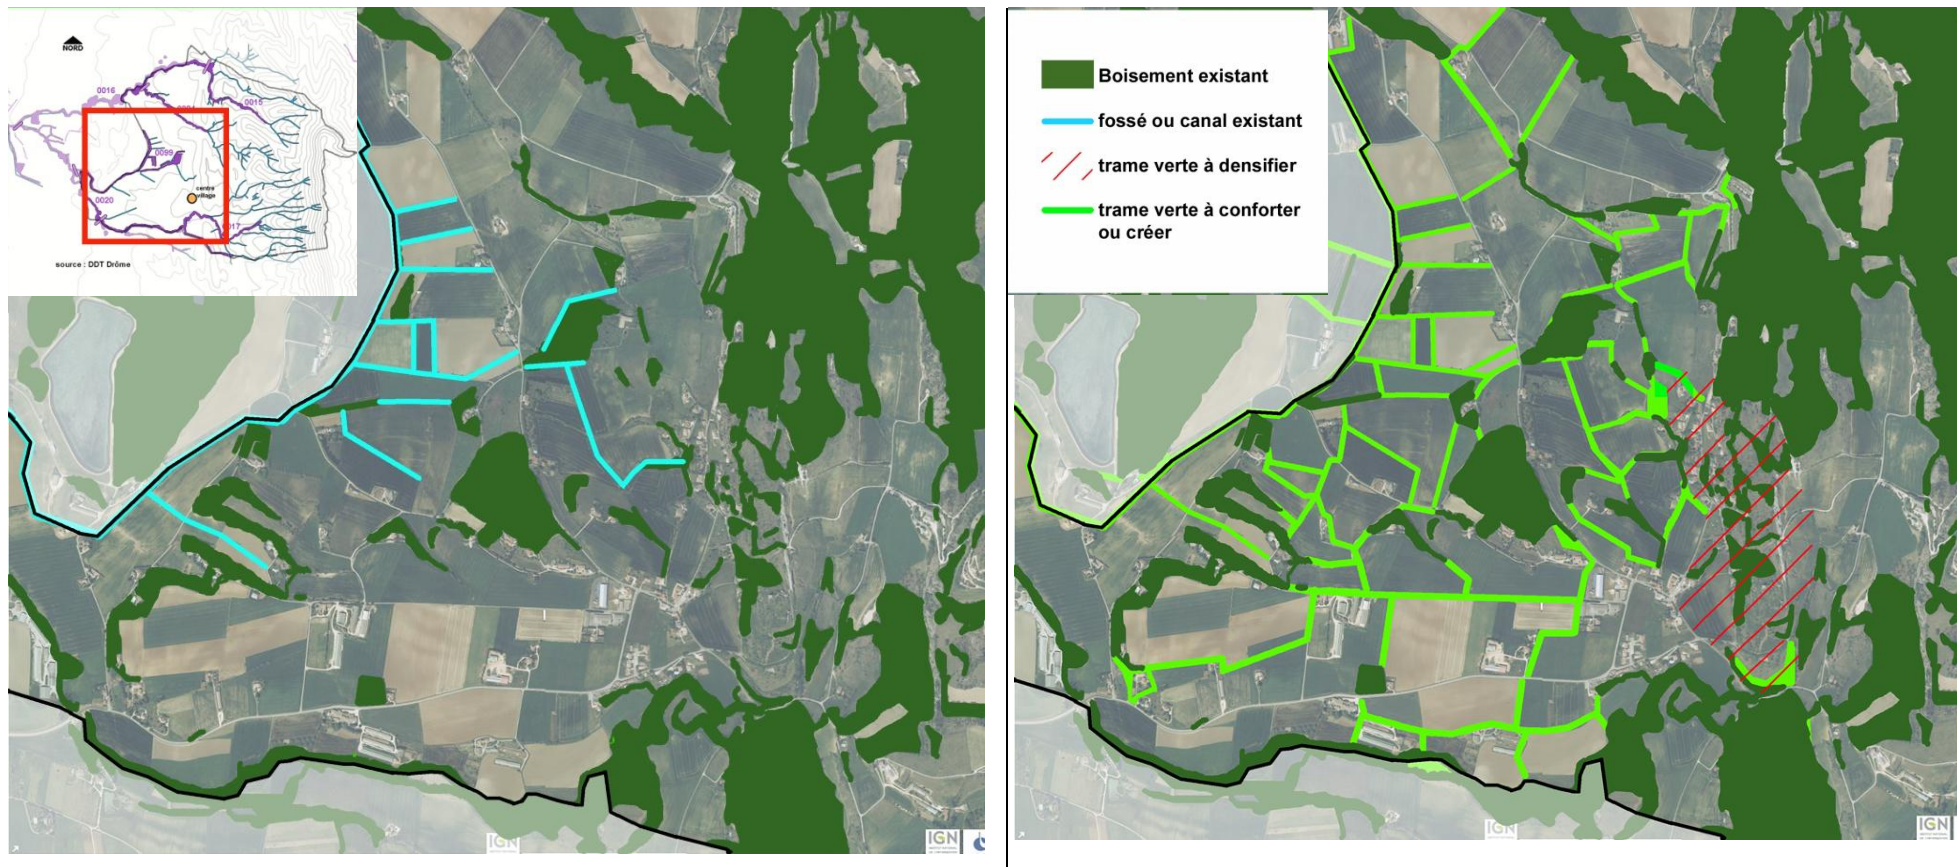 NORD
0016
0015
0099
centre
village
0020
source : DDT Drôme
Boisement existant
fossé ou canal existant
trame verte à densifier
trame verte à conforter
ou créer
IGN
IGN
IGN
IGN